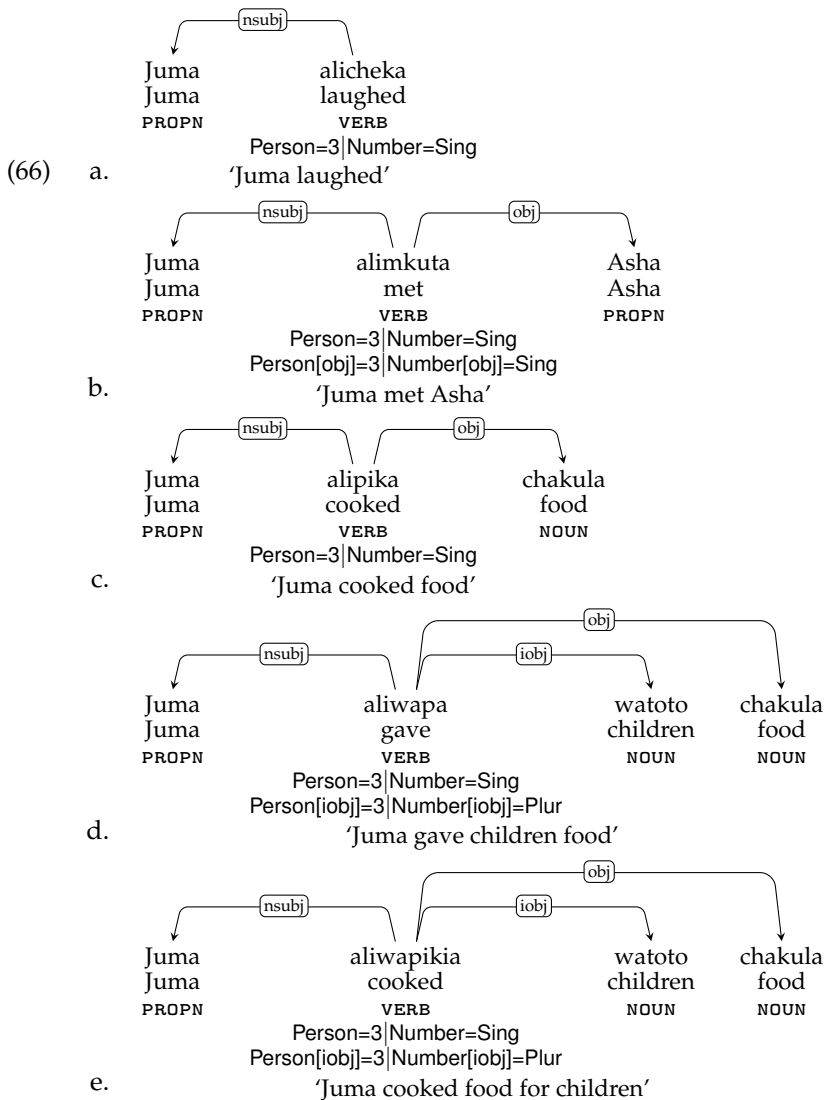 nsubj
Juma alicheka
Juma laughed
PROPN VERB
Person=3|Number=Sing
(66) a. ‘Juma laughed’
nsubj obj
Juma alimkuta Asha
Juma met Asha
PROPN VERB PROPN
Person=3|Number=Sing
Person[obj]=3|Number[obj]=Sing
b. ‘Juma met Asha’
nsubj obj
Juma alipika chakula
Juma cooked food
PROPN VERB NOUN
Person=3|Number=Sing
c. ‘Juma cooked food’
obj
nsubj iobj
Juma aliwapa watoto chakula
Juma gave children food
PROPN VERB NOUN NOUN
Person=3|Number=Sing
Person[iobj]=3|Number[iobj]=Plur
d. ‘Juma gave children food’
obj
nsubj iobj
Juma aliwapikia watoto chakula
Juma cooked children food
PROPN VERB NOUN NOUN
Person=3|Number=Sing
Person[iobj]=3|Number[iobj]=Plur
e. ‘Juma cooked food for children’